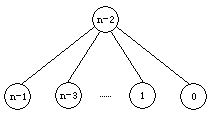 n-2
n-1 n-3 ...... 1 0